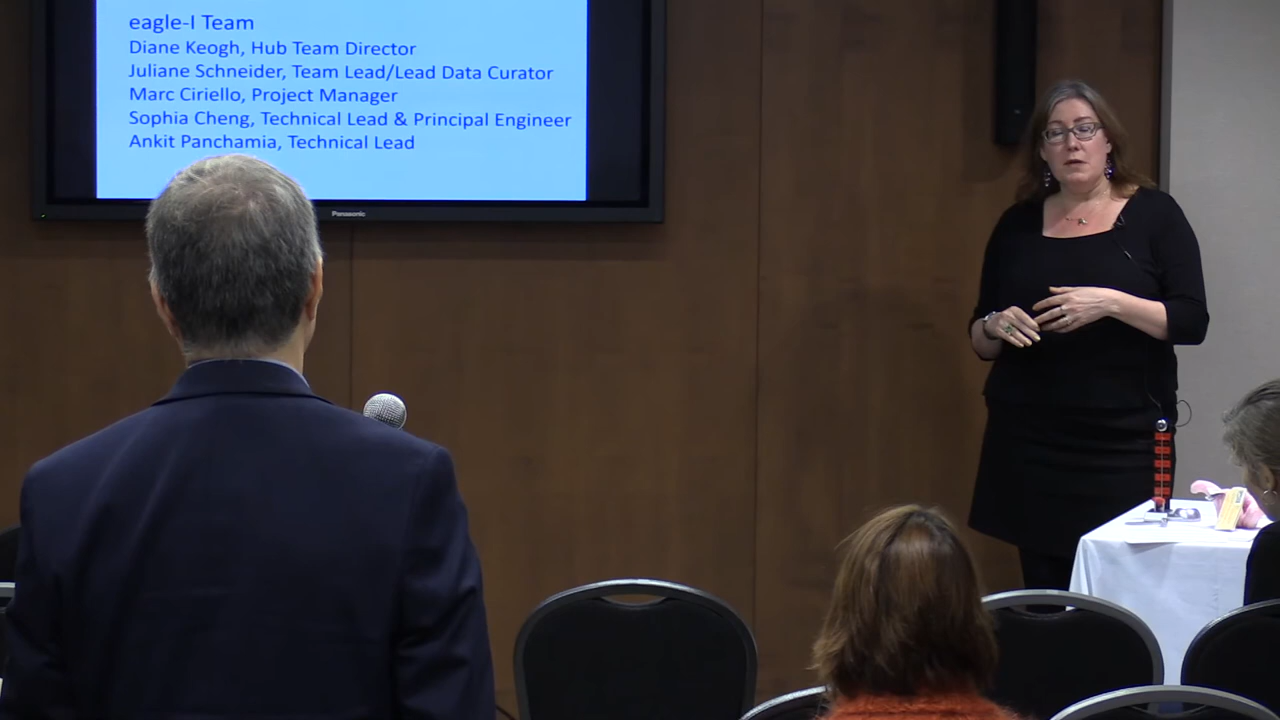 eagle-I Team
Diane Keogh, Hub Team Director
Juliane Schneider, Team Lead/Lead Data Curator
Marc Ciriello, Project Manager
Sophia Cheng, Technical Lead & Principal Engineer
Ankit Panchamia, Technical Lead
Panasonic